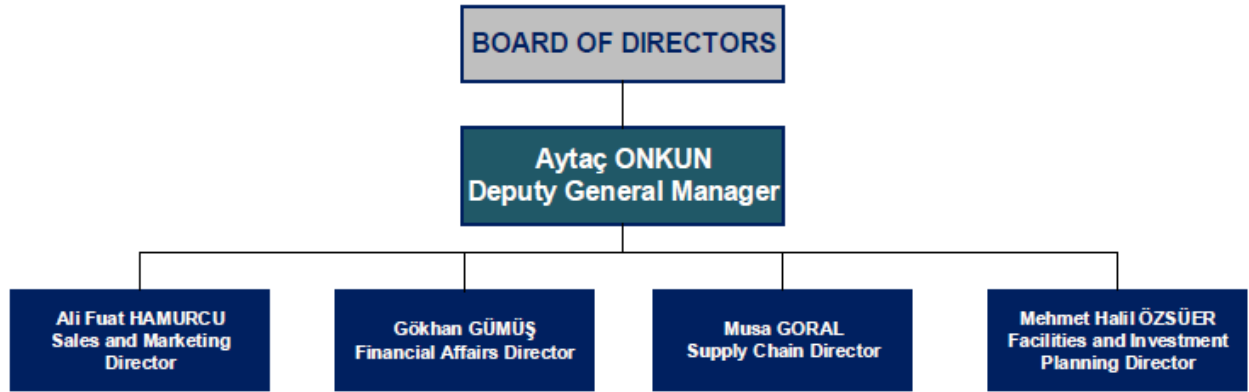 BOARD OF DIRECTORS
Aytaç ONKUN
Deputy General Manager
Ali Fuat HAMURCU
Sales and Marketing
Director
Gökhan GÜMÜŞ
Financial Affairs Director
Musa GORAL
Supply Chain Director
Mehmet Halil ÖZSÜER
Facilities and Investment
Planning Director